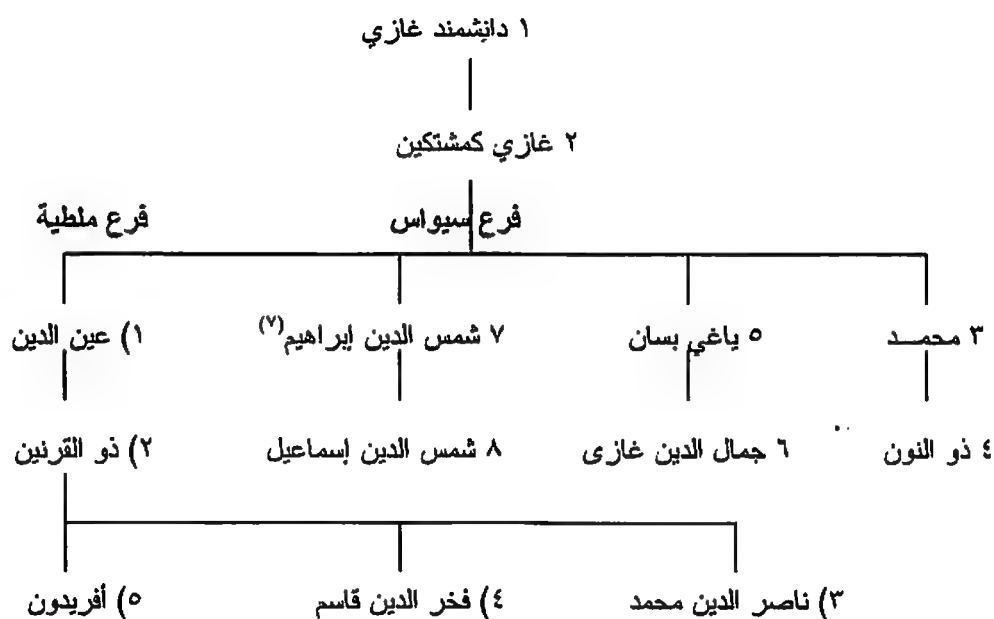 ١ دانشمند غازي
٢ غازي كمشتكين
فرع سيواس
فرع ملطية
٣ محمــد
٥ ياغي بسان
٧ شمس الدين إبراهيم(٧)
١) عين الدين
٤ ذو النون
٦ جمال الدين غازى
٨ شمس الدين إسماعيل
٢) ذو القرنين
٣) ناصر الدين محمد
٤) فخر الدين قاسم
٥) أفريدون